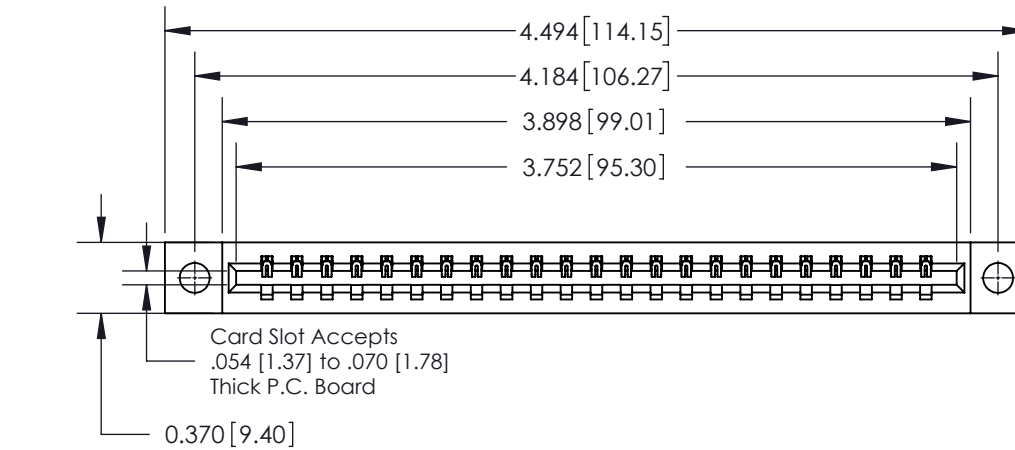 4.494[114.15]
4.184[106.27]
3.898 [99.01]
3.752 [95.30]
Card Slot Accepts
.054 [1.37] to .070 [1.78]
Thick P.C. Board
0.370 [9.40]